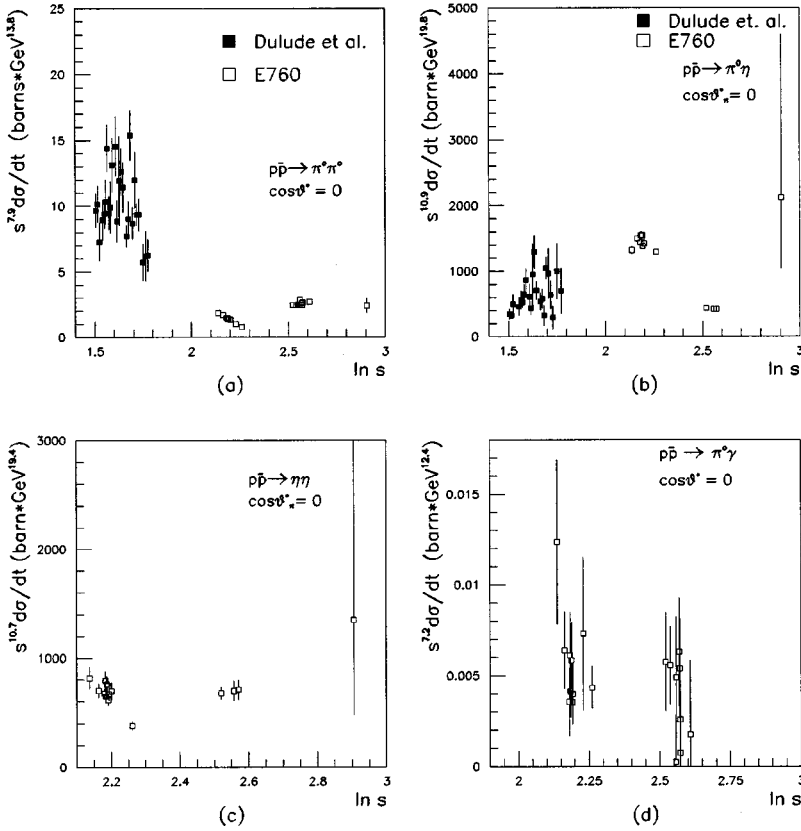 s^7.9 dσ/dt (barns*GeV^13.8)
25
20
15
10
5
0
■ Dulude et al.
□ E760
pp̄→π°π°
cosϑ* = 0
1.5
2
2.5
3
ln s
(a)
s^10.9 dσ/dt (barn*GeV^19.8)
5000
4000
3000
2000
1000
0
■ Dulude et al.
□ E760
pp̄→π°η
cosϑ*π = 0
1.5
2
2.5
3
ln s
(b)
s^10.7 dσ/dt (barn*GeV^19.4)
3000
2000
1000
0
pp̄→ηη
cosϑ*π = 0
2.2
2.4
2.6
2.8
3
ln s
(c)
s^7.2 dσ/dt (barn*GeV^12.4)
0.015
0.01
0.005
0
pp̄ → π°γ
cosϑ* = 0
2
2.25
2.5
2.75
3
ln s
(d)